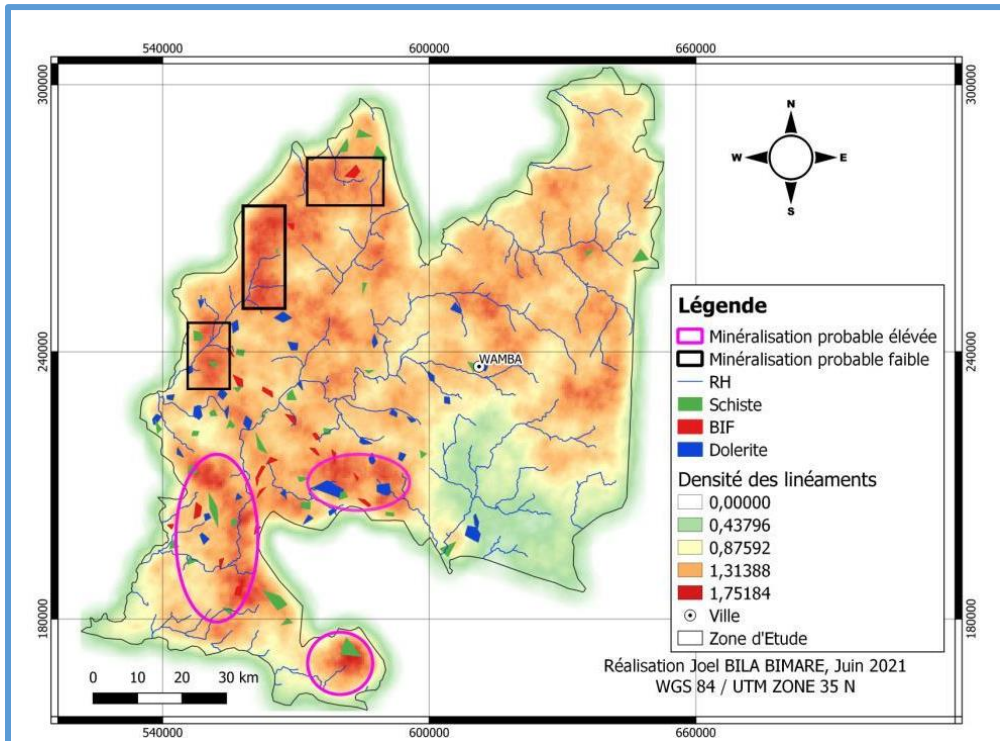 540000 600000 660000
300000 300000
N
W E
S
240000 240000
WAMBA
Légende
Minéralisation probable élévée
Minéralisation probable faible
RH
Schiste
BIF
Dolerite
Densité des linéaments
0,00000
0,43796
0,87592
1,31388
1,75184
Ville
Zone d'Etude
180000 180000
0 10 20 30 km
Réalisation Joel BILA BIMARE, Juin 2021
WGS 84 / UTM ZONE 35 N
540000 600000 660000